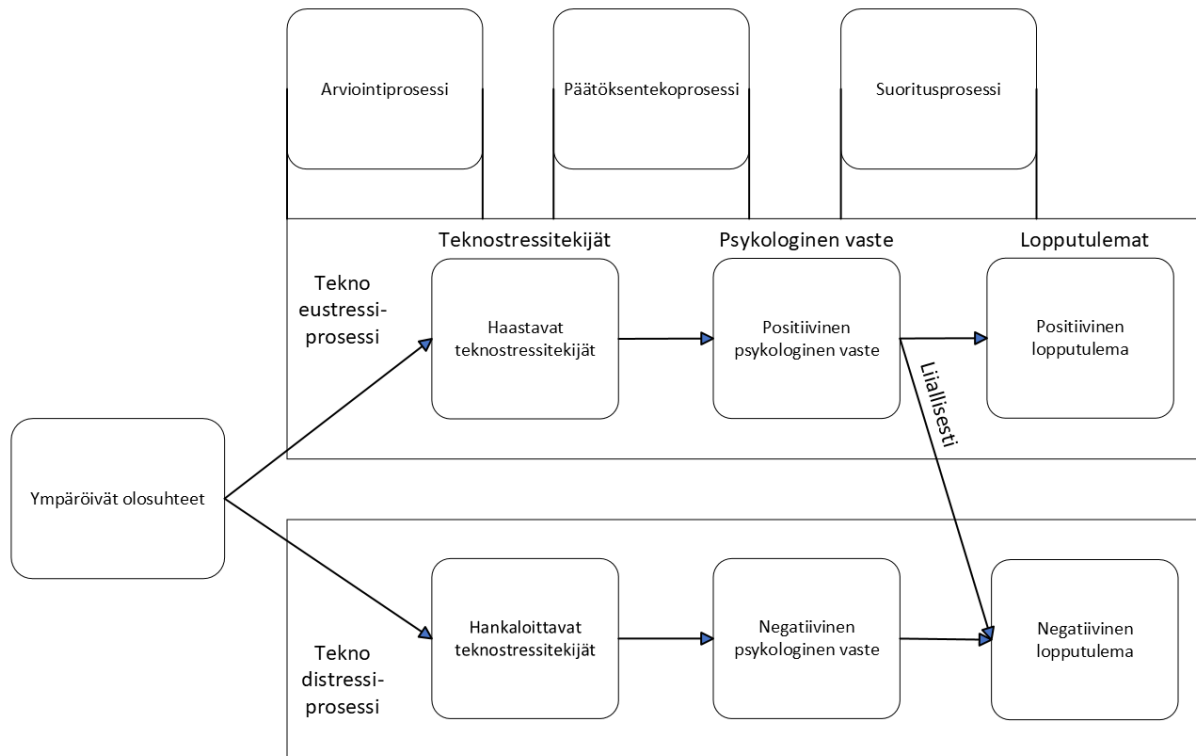 Arviointiprosessi
Päätöksentekoprosessi
Suoritusprosessi
Teknostressitekijät
Psykologinen vaste
Lopputulemat
Tekno
eustressi-
prosessi
Haastavat
teknostressitekijät
Positiivinen
psykologinen vaste
Positiivinen
lopputulema
Liiallisesti
Ympäröivät olosuhteet
Tekno
distressi-
prosessi
Hankaloittavat
teknostressitekijät
Negatiivinen
psykologinen vaste
Negatiivinen
lopputulema